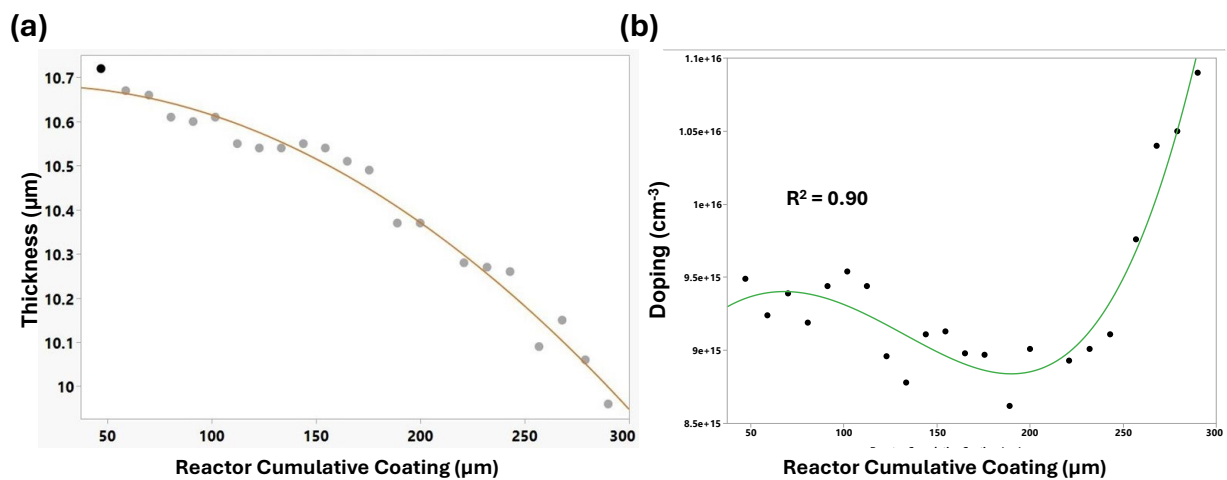 (a)
Thickness (µm)
10.7
10.6
10.5
10.4
10.3
10.2
10.1
10
50 100 150 200 250 300
Reactor Cumulative Coating (µm)
(b)
Doping (cm⁻³)
1.1e+16
1.05e+16
1e+16
9.5e+15
9e+15
8.5e+15
R² = 0.90
50 100 150 200 250 300
Reactor Cumulative Coating (µm)